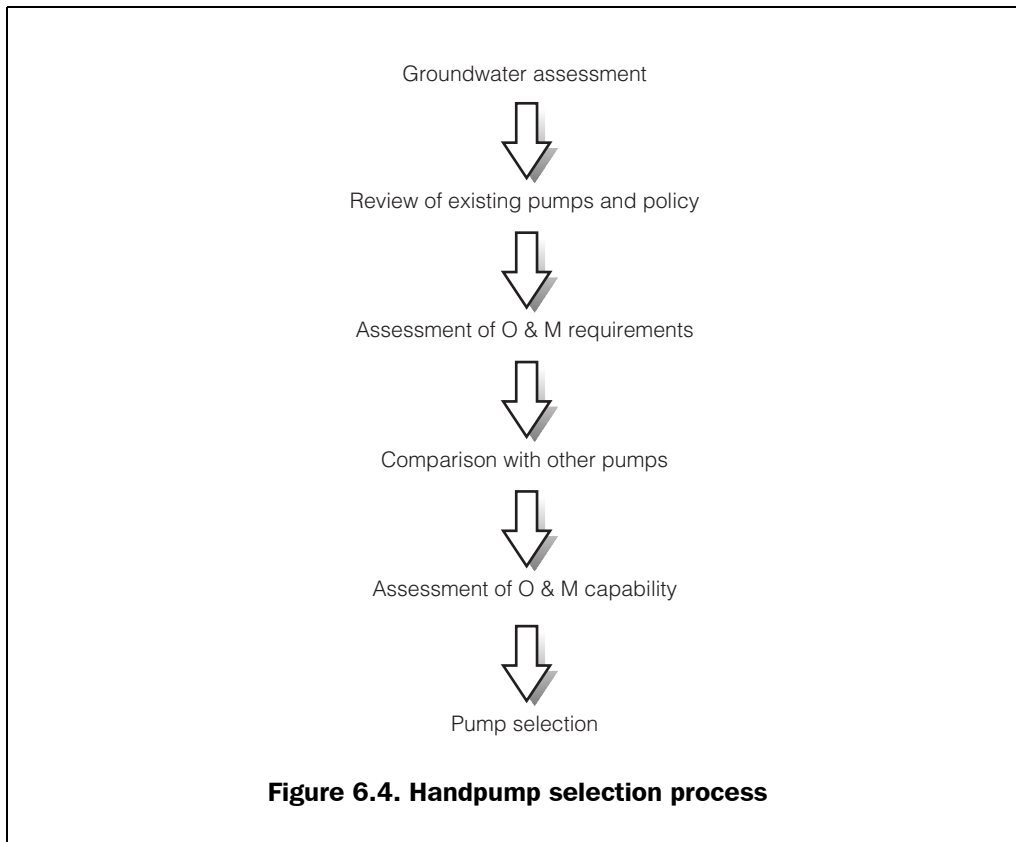 Groundwater assessment
Review of existing pumps and policy
Assessment of O & M requirements
Comparison with other pumps
Assessment of O & M capability
Pump selection
Figure 6.4. Handpump selection process